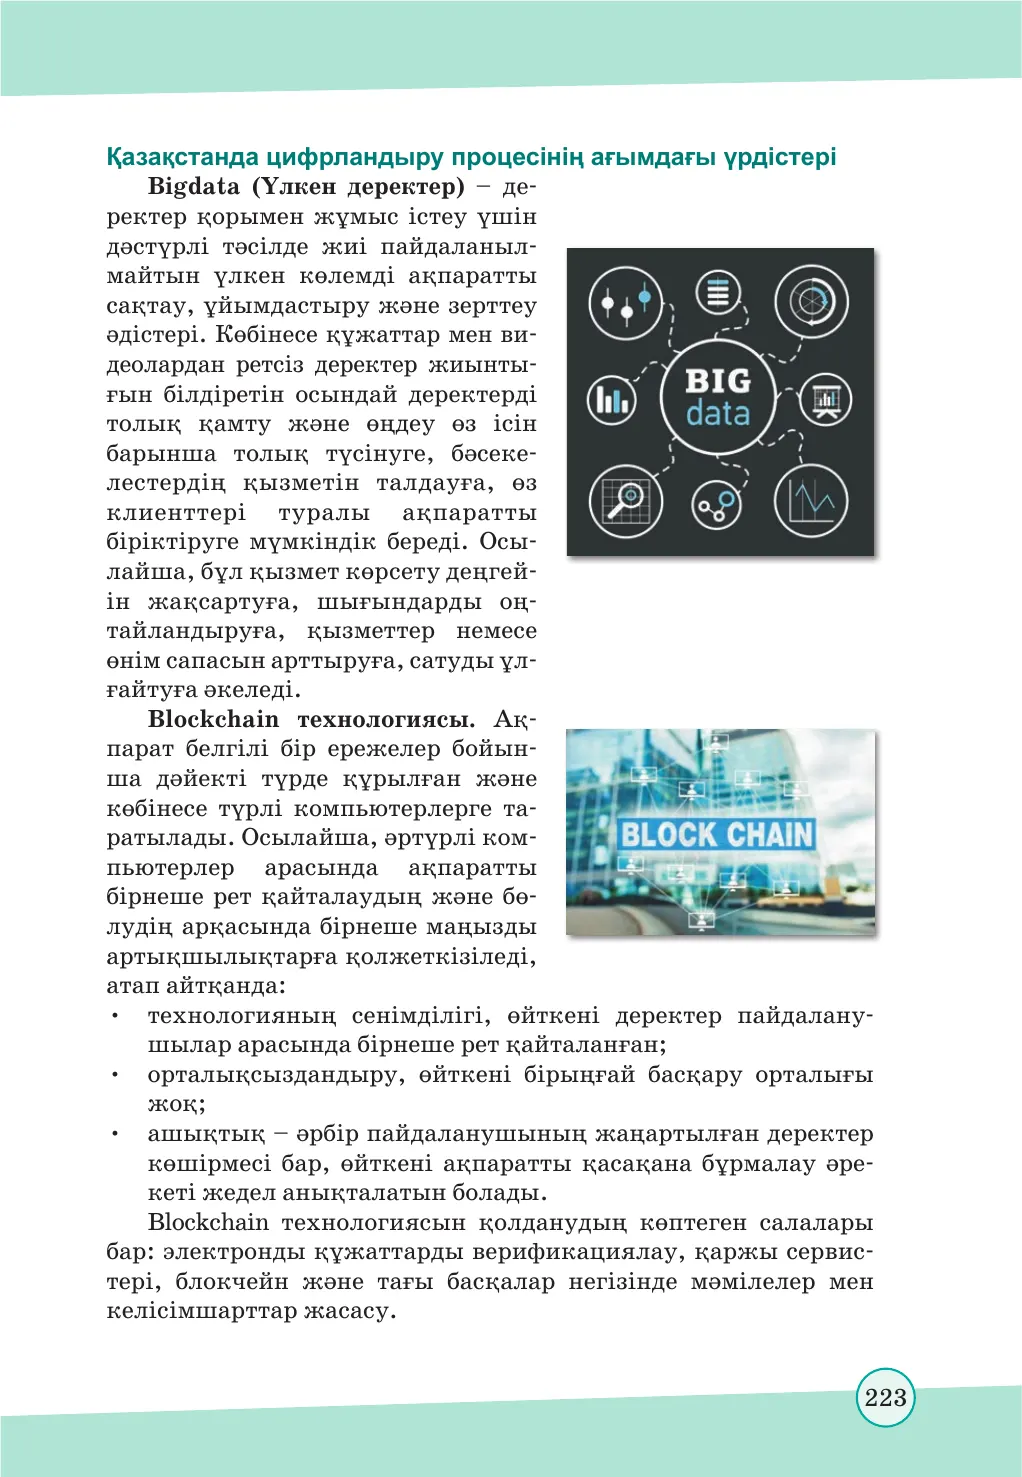 Қазақстанда цифрландыру процесінің ағымдағы үрдістері
Bigdata (Үлкен деректер) – де-
ректер қорымен жұмыс істеу үшін
дәстүрлі тәсілде жиі пайдаланыл-
майтын үлкен көлемді ақпаратты
сақтау, ұйымдастыру және зерттеу
әдістері. Көбінесе құжаттар мен ви-
деолардан ретсіз деректер жиынты-
ғын білдіретін осындай деректерді
толық қамту және өңдеу өз ісін
барынша толық түсінуге, бәсеке-
лестердің қызметін талдауға, өз
клиенттері туралы ақпаратты
біріктіруге мүмкіндік береді. Осы-
лайша, бұл қызмет көрсету деңгей-
ін жақсартуға, шығындарды оң-
тайландыруға, қызметтер немесе
өнім сапасын арттыруға, сатуды ұл-
ғайтуға әкеледі.
BIG
data
Blockchain технологиясы. Ақ-
парат белгілі бір ережелер бойын-
ша дәйекті түрде құрылған және
көбінесе түрлі компьютерлерге та-
ратылады. Осылайша, әртүрлі ком-
пьютерлер арасында ақпаратты
бірнеше рет қайталаудың және бө-
лудің арқасында бірнеше маңызды
артықшылықтарға қолжеткізіледі,
атап айтқанда:
BLOCK CHAIN
• технологияның сенімділігі, өйткені деректер пайдалану-
шылар арасында бірнеше рет қайталанған;
• орталықсыздандыру, өйткені бірыңғай басқару орталығы
жоқ;
• ашықтық – әрбір пайдаланушының жаңартылған деректер
көшірмесі бар, өйткені ақпаратты қасақана бұрмалау әре-
кеті жедел анықталатын болады.
Blockchain технологиясын қолданудың көптеген салалары
бар: электронды құжаттарды верификациялау, қаржы сервис-
тері, блокчейн және тағы басқалар негізінде мәмілелер мен
келісімшарттар жасасу.
223